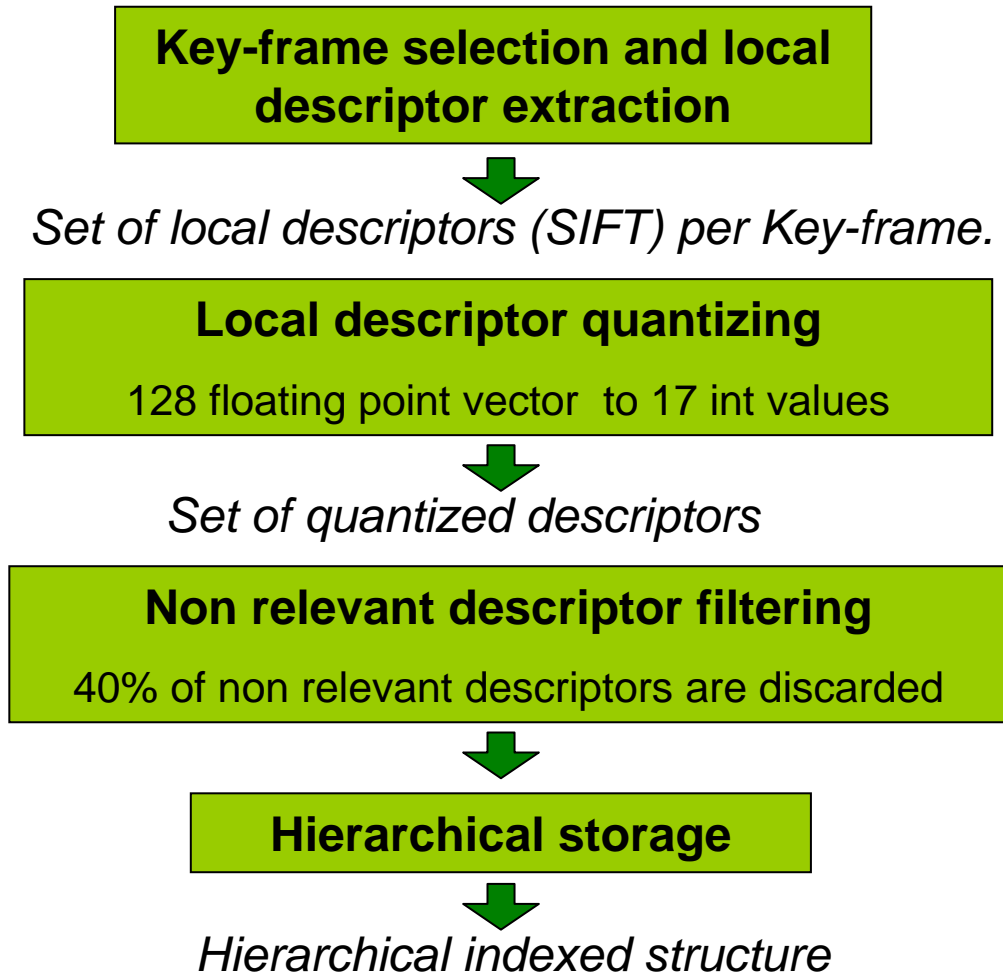 Key-frame selection and local
descriptor extraction
Set of local descriptors (SIFT) per Key-frame.
Local descriptor quantizing
128 floating point vector to 17 int values
Set of quantized descriptors
Non relevant descriptor filtering
40% of non relevant descriptors are discarded
Hierarchical storage
Hierarchical indexed structure